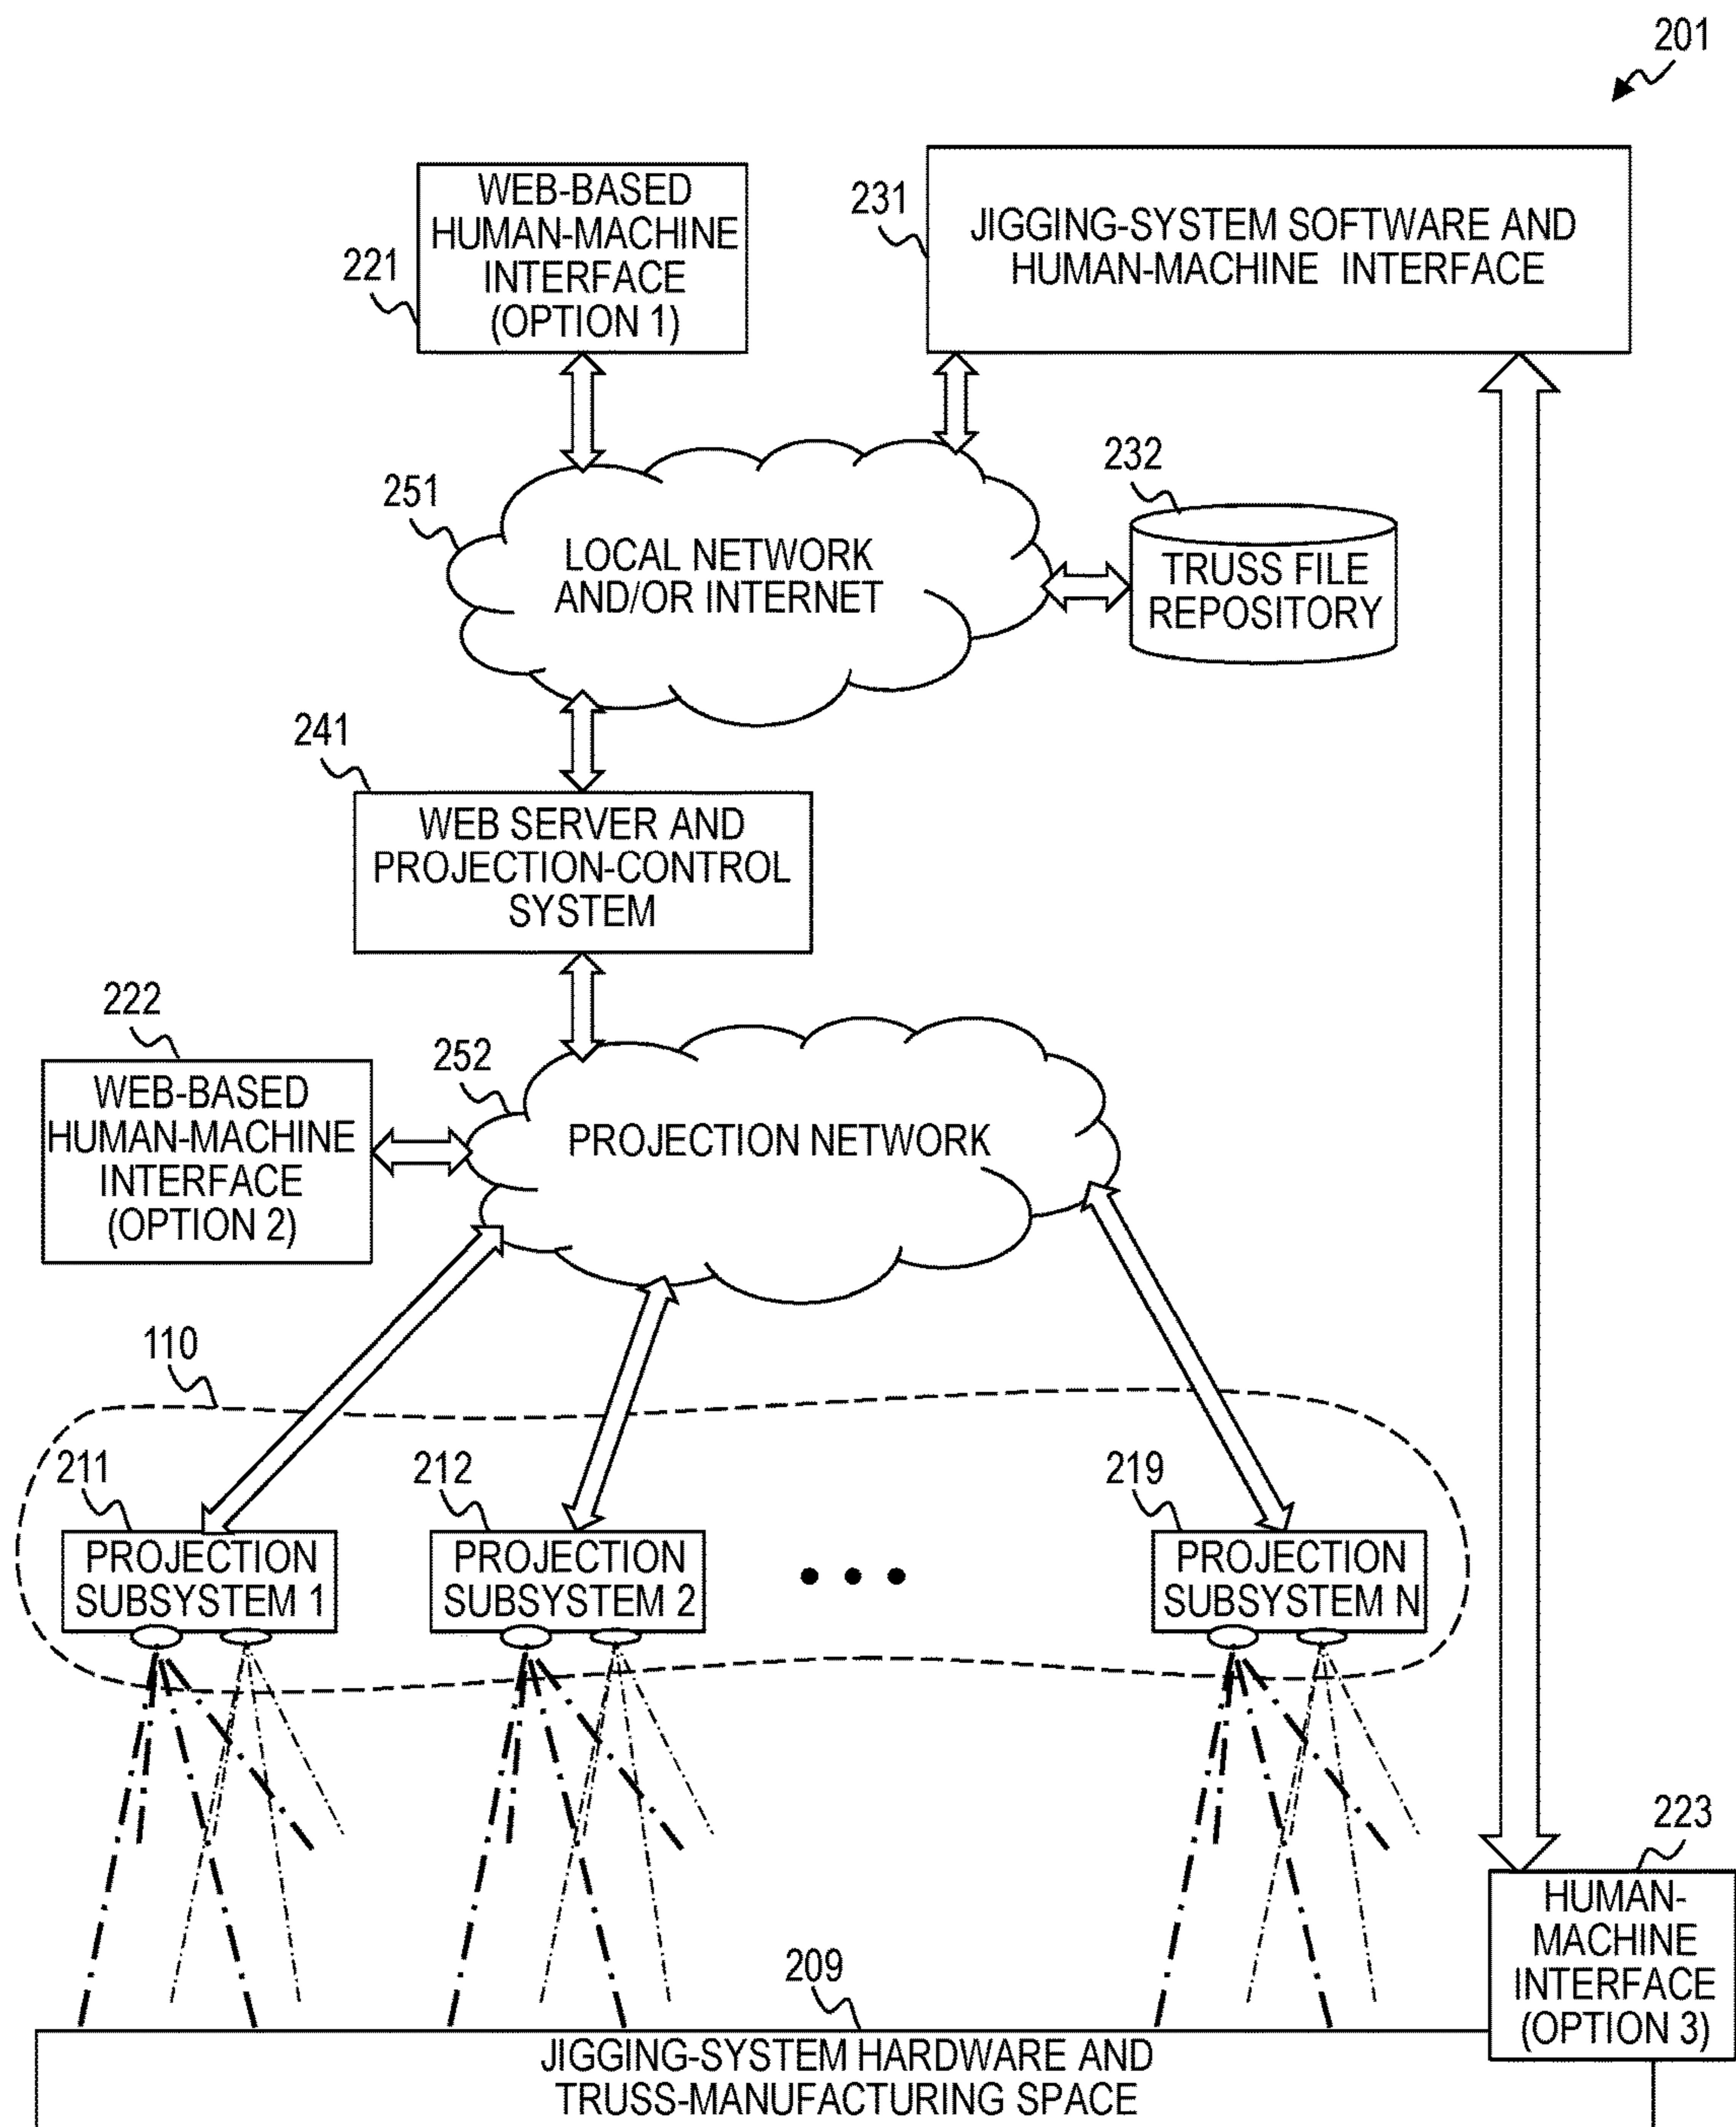 201
WEB-BASED
HUMAN-MACHINE
INTERFACE
(OPTION 1)
221
231
JIGGING-SYSTEM SOFTWARE AND
HUMAN-MACHINE INTERFACE
251
LOCAL NETWORK
AND/OR INTERNET
232
TRUSS FILE
REPOSITORY
241
WEB SERVER AND
PROJECTION-CONTROL
SYSTEM
222
WEB-BASED
HUMAN-MACHINE
INTERFACE
(OPTION 2)
252
PROJECTION NETWORK
110
211
PROJECTION
SUBSYSTEM 1
212
PROJECTION
SUBSYSTEM 2
• • •
219
PROJECTION
SUBSYSTEM N
223
HUMAN-
MACHINE
INTERFACE
(OPTION 3)
209
JIGGING-SYSTEM HARDWARE AND
TRUSS-MANUFACTURING SPACE